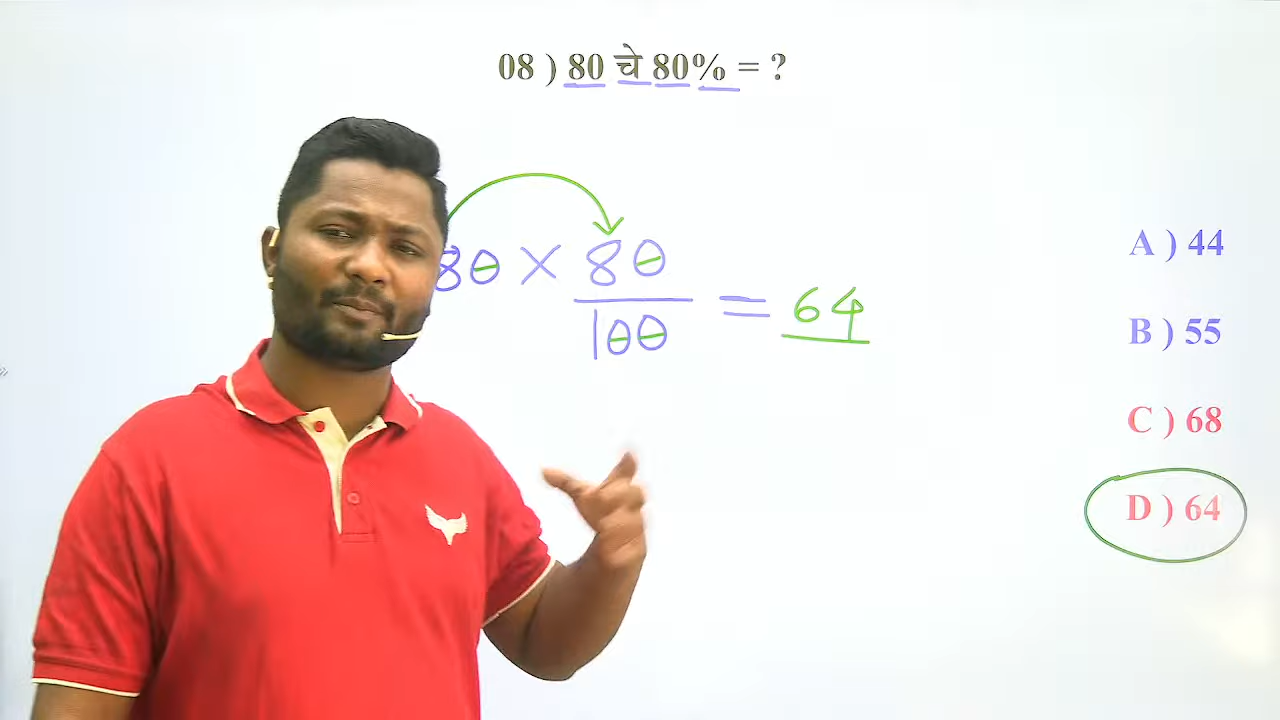 08 ) 80 चे 80% = ?
80 × 80
100
= 64
A ) 44
B ) 55
C ) 68
D ) 64